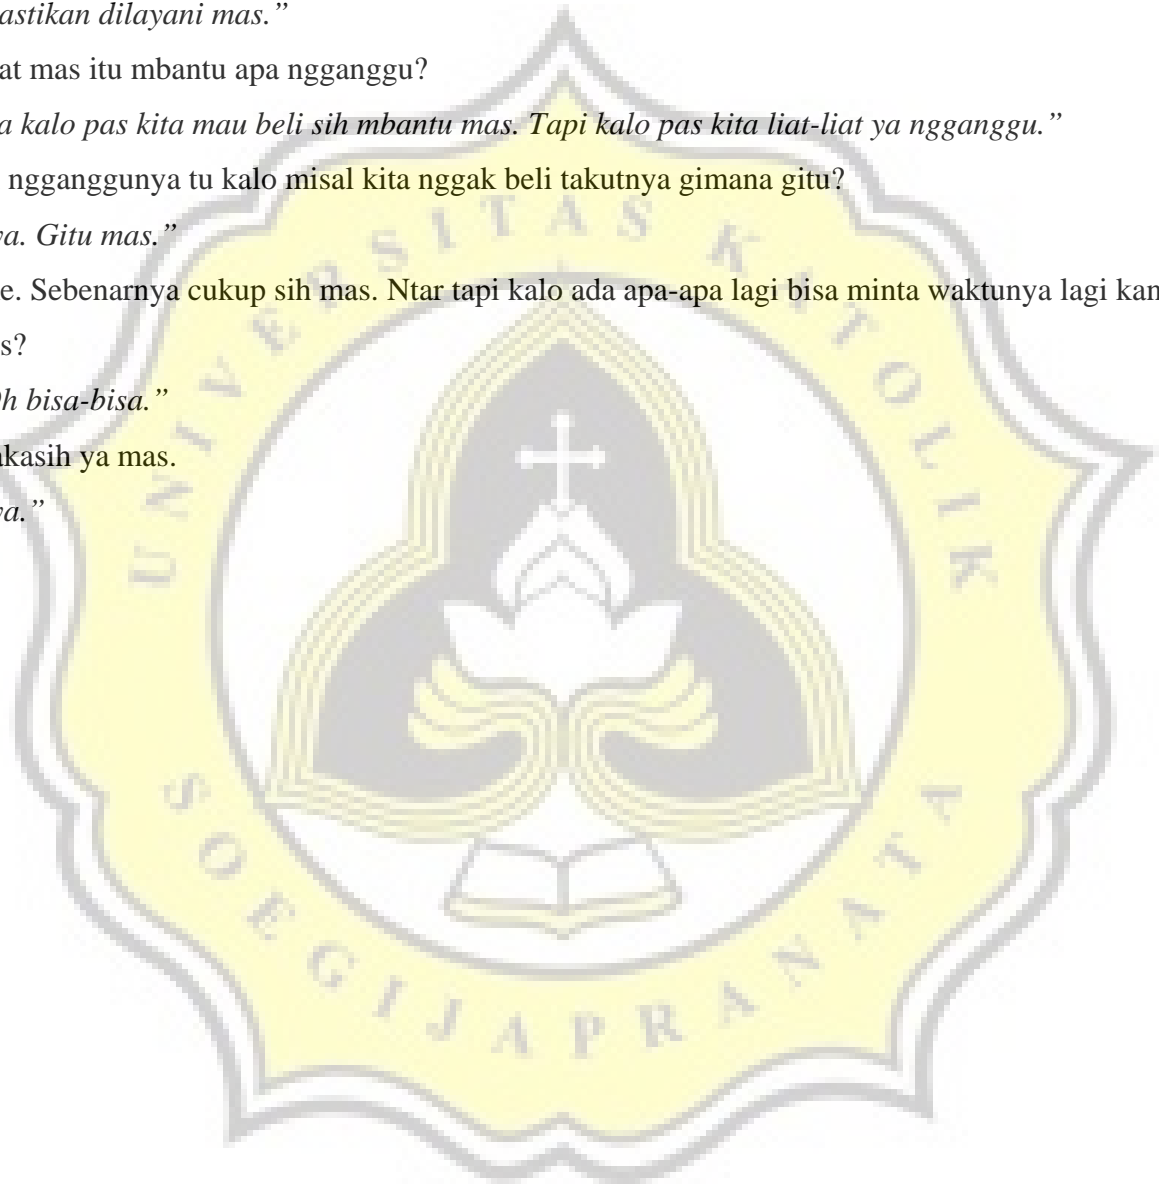 astikan dilayani mas.”
at mas itu mbantu apa ngganggu?
a kalo pas kita mau beli sih mbantu mas. Tapi kalo pas kita liat-liat ya ngganggu.”
ngganggunya tu kalo misal kita nggak beli takutnya gimana gitu?
ya. Gitu mas.”
e. Sebenarnya cukup sih mas. Ntar tapi kalo ada apa-apa lagi bisa minta waktunya lagi kan
s?
h bisa-bisa.”
akasih ya mas.
ya.”
UNIVERSITAS KATOLIK
SOEGIJAPRANATA